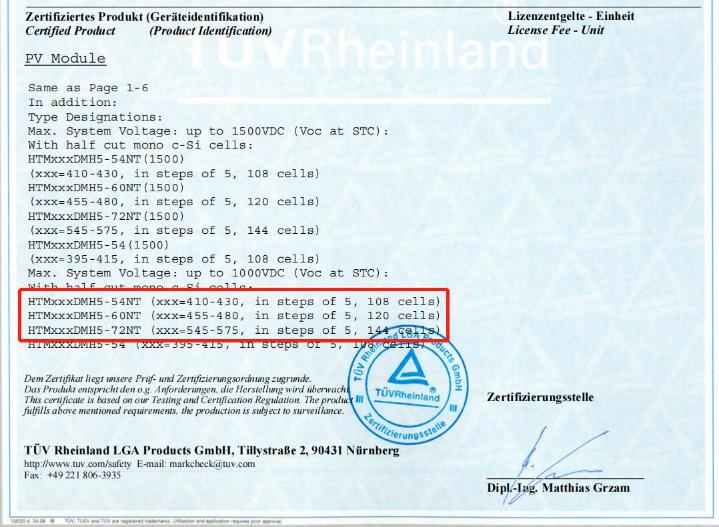 Zertifiziertes Produkt (Geräteidentifikation)
Certified Product (Product Identification)
Lizenzentgelte - Einheit
License Fee - Unit
TÜVRheinland
PV Module
Same as Page 1-6
In addition:
Type Designations:
Max. System Voltage: up to 1500VDC (Voc at STC):
With half cut mono c-Si cells:
HTMxxxDMH5-54NT(1500)
(xxx=410-430, in steps of 5, 108 cells)
HTMxxxDMH5-60NT(1500)
(xxx=455-480, in steps of 5, 120 cells)
HTMxxxDMH5-72NT(1500)
(xxx=545-575, in steps of 5, 144 cells)
HTMxxxDMH5-54(1500)
(xxx=395-415, in steps of 5, 108 cells)
Max. System Voltage: up to 1000VDC (Voc at STC):
With half cut mono c-Si cells:
HTMxxxDMH5-54NT (xxx=410-430, in steps of 5, 108 cells)
HTMxxxDMH5-60NT (xxx=455-480, in steps of 5, 120 cells)
HTMxxxDMH5-72NT (xxx=545-575, in steps of 5, 144 cells)
HTMxxxDMH5-54 (xxx=395-415, in steps of 5, 108 cells)
TÜV Rheinland LGA Products GmbH
TÜVRheinland
Zertifizierungsstelle
Dem Zertifikat liegt unsere Prüf- und Zertifizierungsordnung zugrunde.
Das Produkt entspricht den o.g. Anforderungen, die Herstellung wird überwacht.
This certificate is based on our Testing and Certification Regulation. The product
fulfills above mentioned requirements, the production is subject to surveillance.
Zertifizierungsstelle
TÜV Rheinland LGA Products GmbH, Tillystraße 2, 90431 Nürnberg
http://www.tuv.com/safety E-mail: markcheck@tuv.com
Fax: +49 221 806-3935
Dipl.-Ing. Matthias Grzam
10/020 d 04.08 ® TÜV, TUEV and TUV are registered trademarks. Utilisation and application requires prior approval.